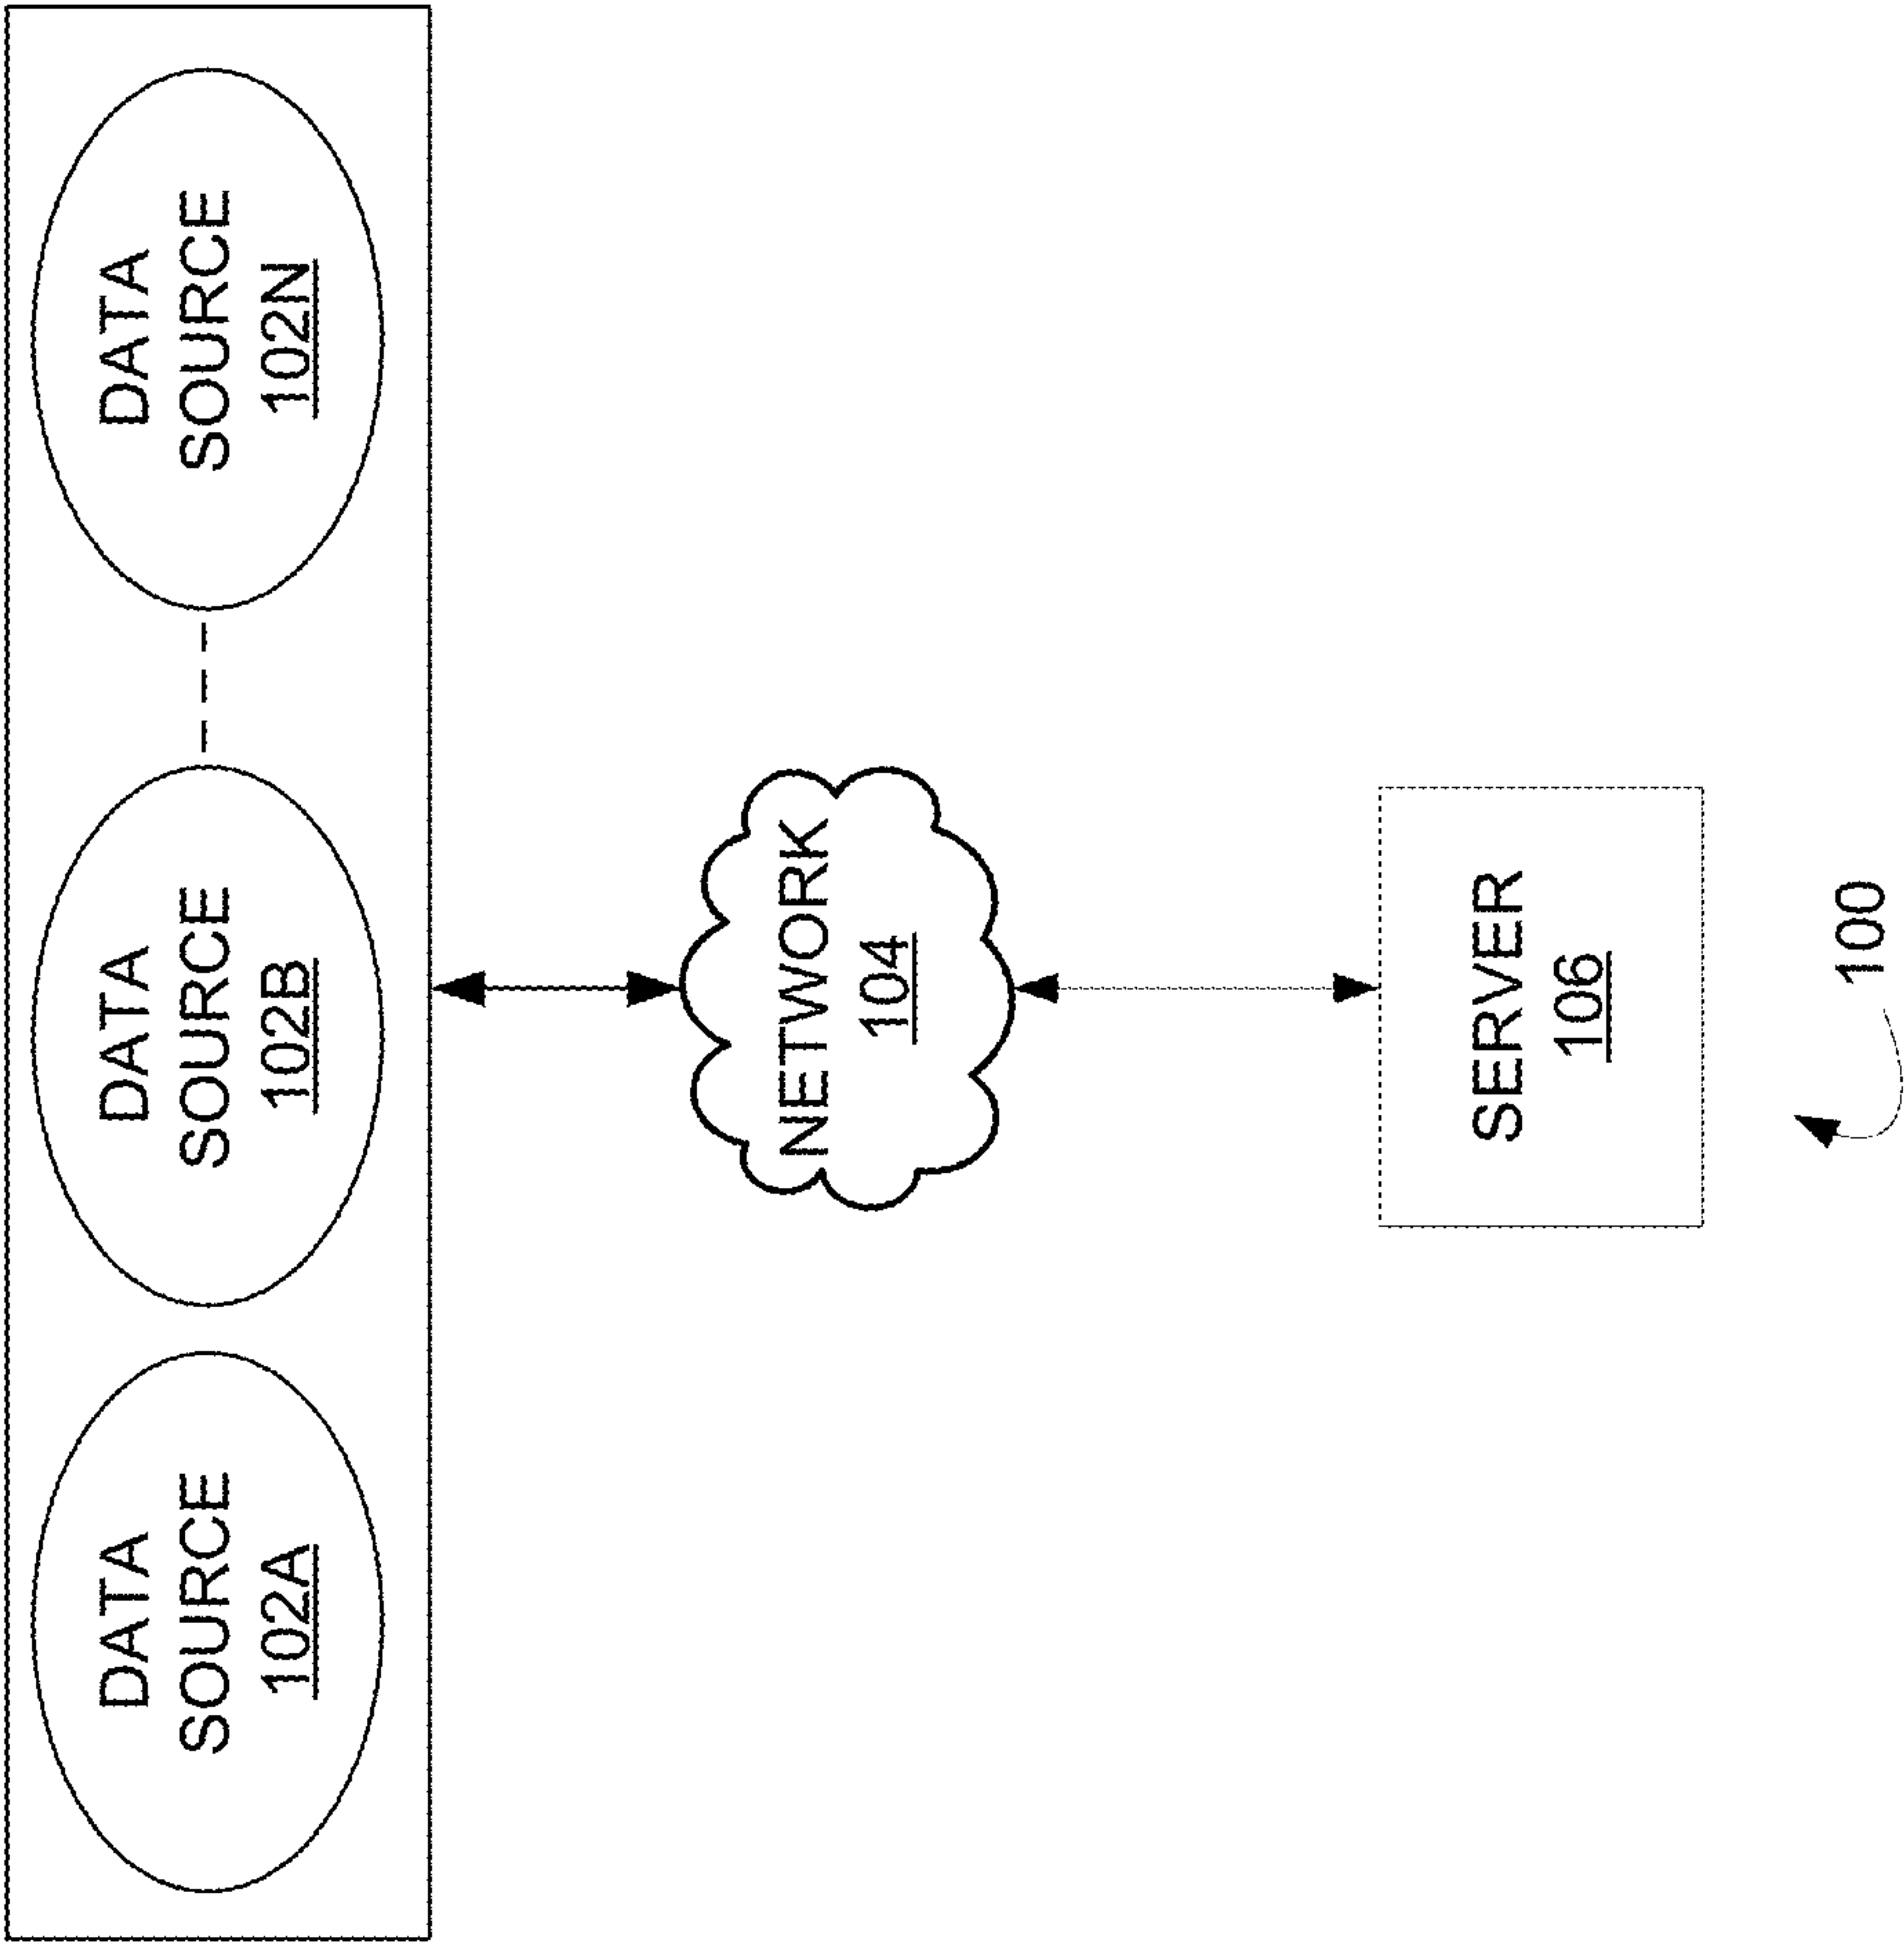 DATA
SOURCE
102A
DATA
SOURCE
102B
DATA
SOURCE
102N
NETWORK
104
SERVER
106
100